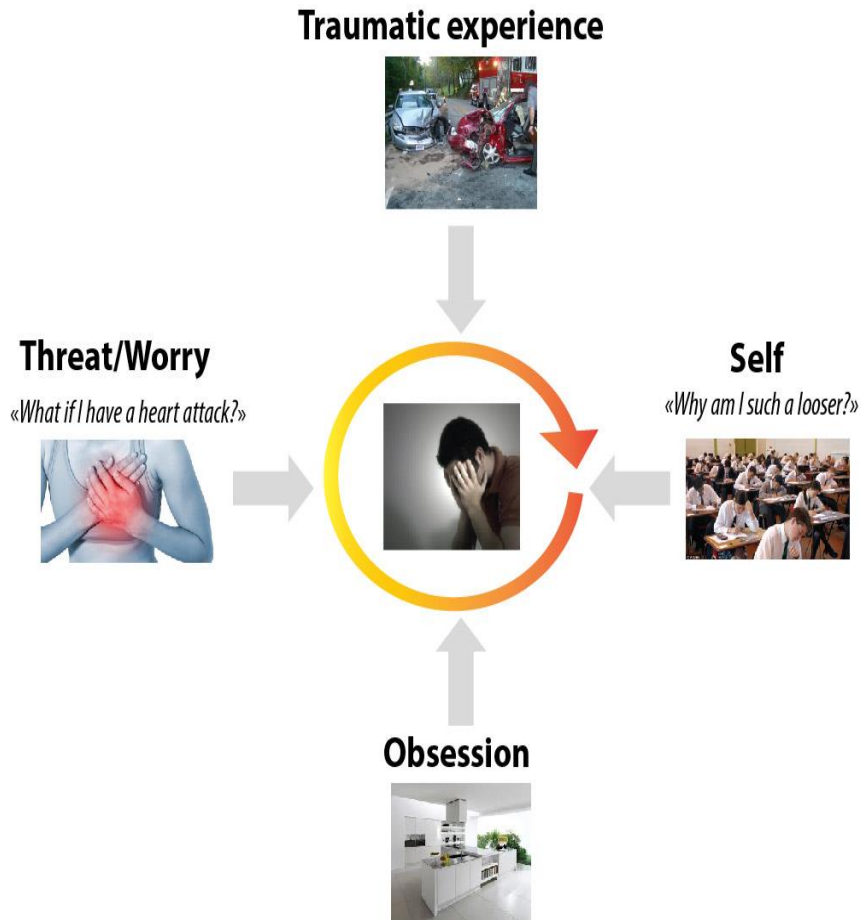 Traumatic experience
Threat/Worry
«What if I have a heart attack?»
Self
«Why am I such a looser?»
Obsession